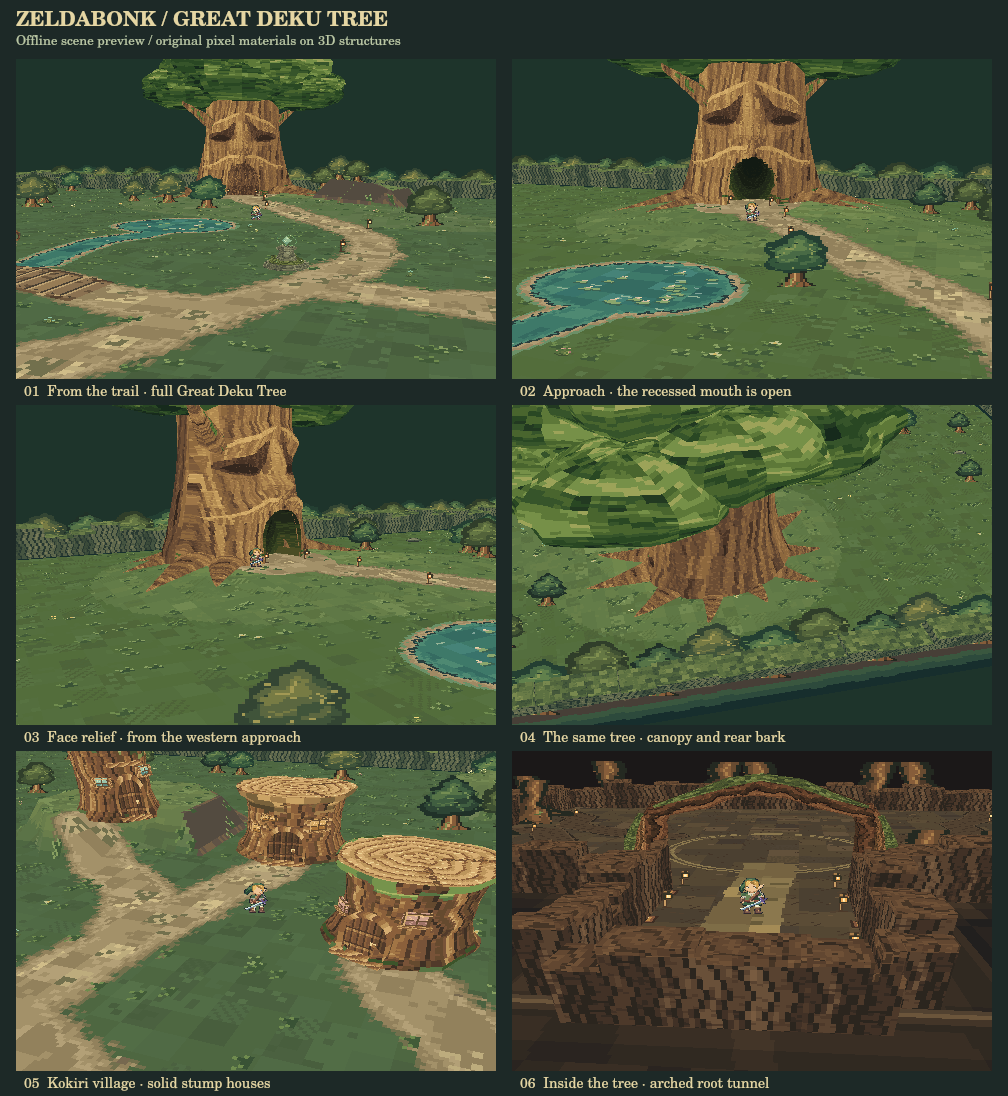 ZELDABONK / GREAT DEKU TREE
Offline scene preview / original pixel materials on 3D structures
01 From the trail · full Great Deku Tree
02 Approach · the recessed mouth is open
03 Face relief · from the western approach
04 The same tree · canopy and rear bark
05 Kokiri village · solid stump houses
06 Inside the tree · arched root tunnel